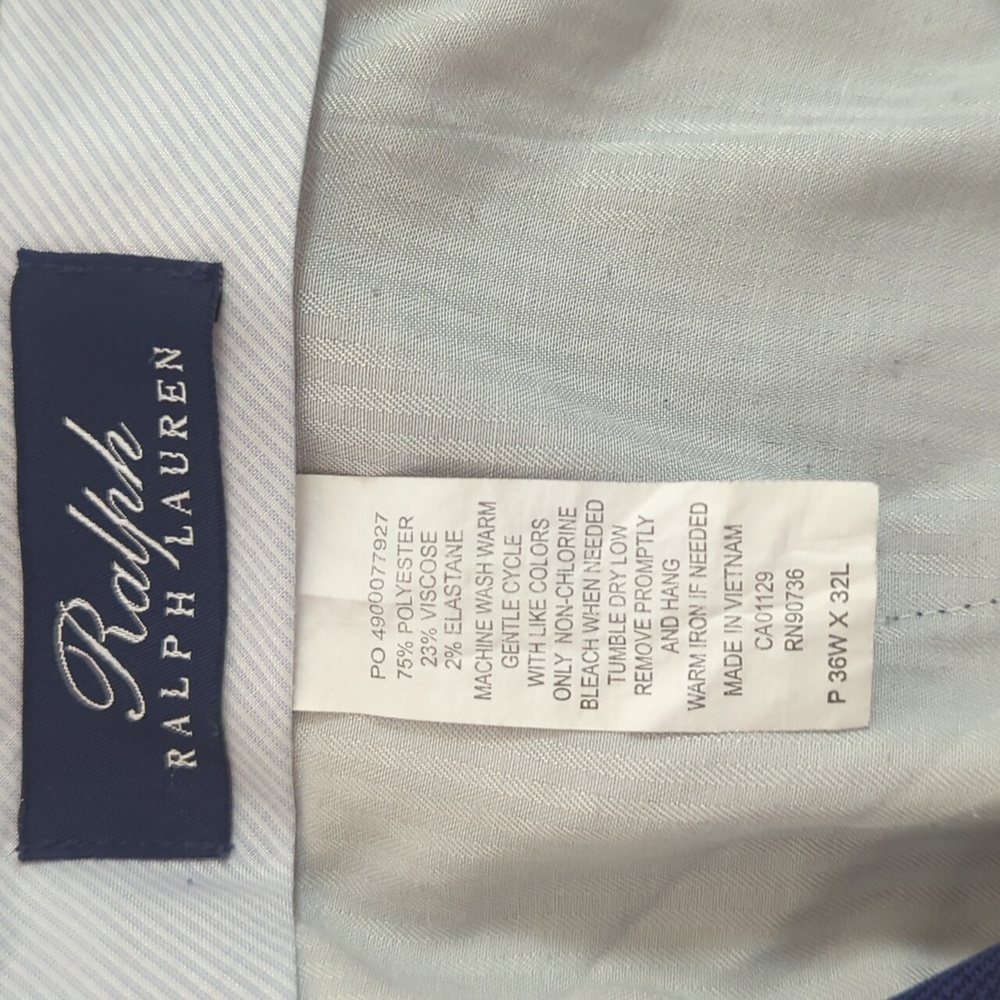 Ralph
RALPH LAUREN
PO 4900077927
75% POLYESTER
23% VISCOSE
2% ELASTANE
MACHINE WASH WARM
GENTLE CYCLE
WITH LIKE COLORS
ONLY NON-CHLORINE
BLEACH WHEN NEEDED
TUMBLE DRY LOW
REMOVE PROMPTLY
AND HANG
WARM IRON IF NEEDED
MADE IN VIETNAM
CA01129
RN90736
P 36W X 32L